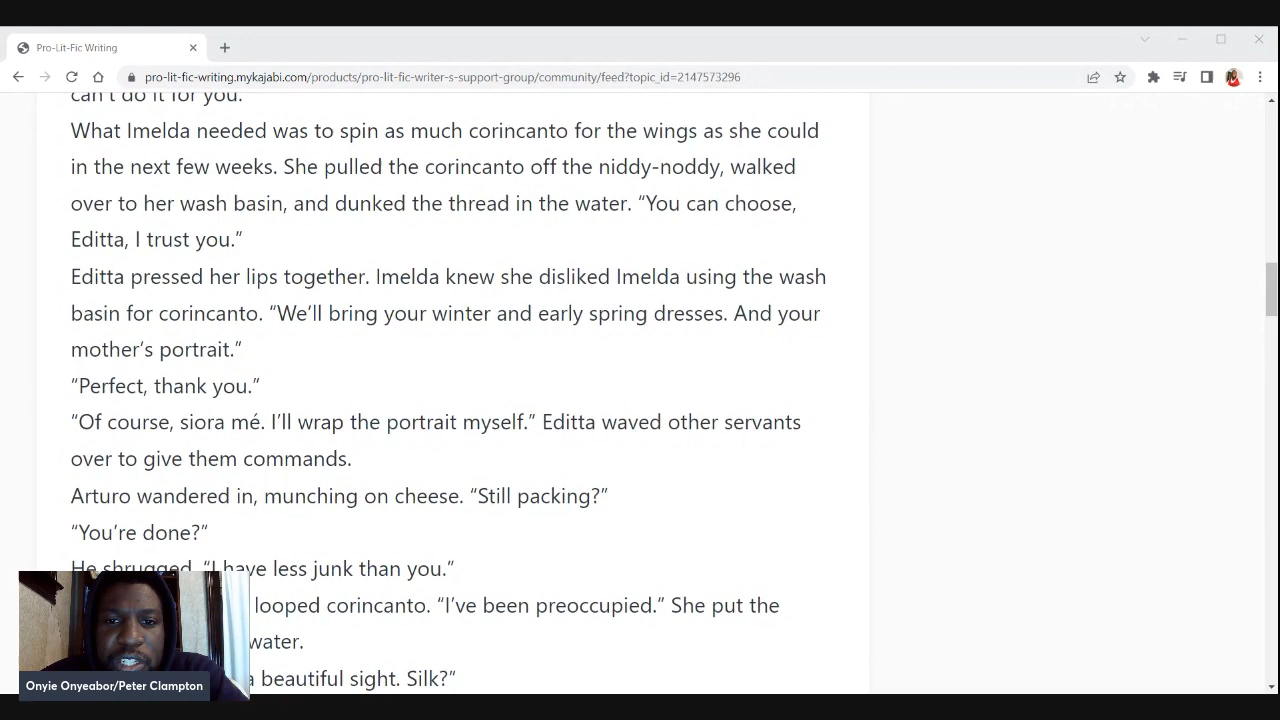 Pro-Lit-Fic Writing
pro-lit-fic-writing.mykajabi.com/products/pro-lit-fic-writer-s-support-group/community/feed?topic_id=2147573296
can't do it for you.
What Imelda needed was to spin as much corincanto for the wings as she could
in the next few weeks. She pulled the corincanto off the niddy-noddy, walked
over to her wash basin, and dunked the thread in the water. “You can choose,
Editta, I trust you.”
Editta pressed her lips together. Imelda knew she disliked Imelda using the wash
basin for corincanto. “We’ll bring your winter and early spring dresses. And your
mother’s portrait.”
“Perfect, thank you.”
“Of course, siora mé. I’ll wrap the portrait myself.” Editta waved other servants
over to give them commands.
Arturo wandered in, munching on cheese. “Still packing?”
“You’re done?”
He shrugged. “I have less junk than you.”
looped corincanto. “I’ve been preoccupied.” She put the
water.
a beautiful sight. Silk?”
Onyie Onyeabor/Peter Clampton